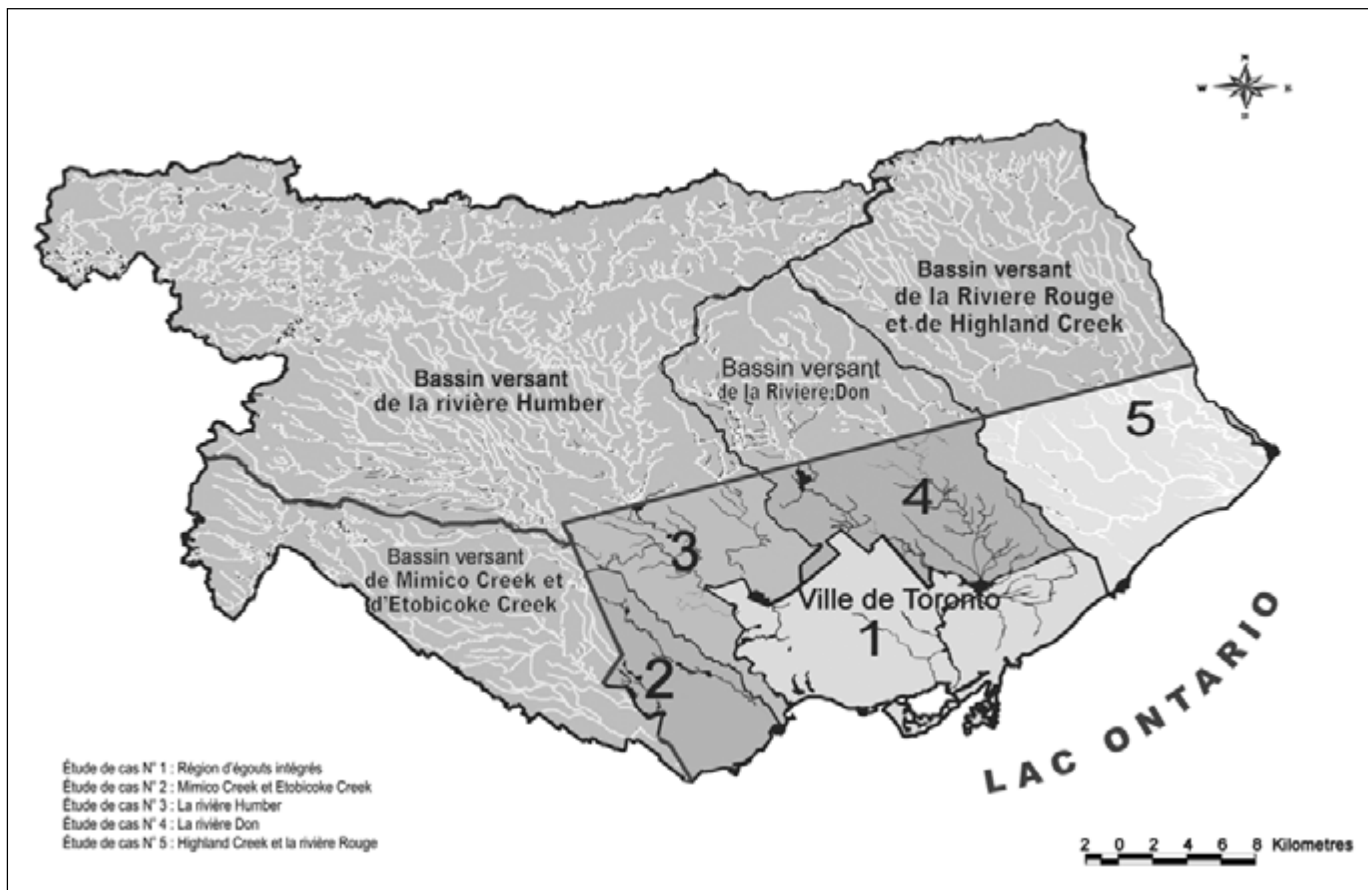 N
W E
S
Bassin versant
de la Rivière Rouge
et de Highland Creek
Bassin versant
de la rivière Humber
Bassin versant
de la Riviere Don
5
4
3
Bassin versant
de Mimico Creek et
d'Etobicoke Creek
Ville de Toronto
1
2
LAC ONTARIO
Étude de cas N° 1 : Région d'égouts intégrés
Étude de cas N° 2 : Mimico Creek et Etobicoke Creek
Étude de cas N° 3 : La rivière Humber
Étude de cas N° 4 : La rivière Don
Étude de cas N° 5 : Highland Creek et la rivière Rouge
2 0 2 4 6 8 Kilometres